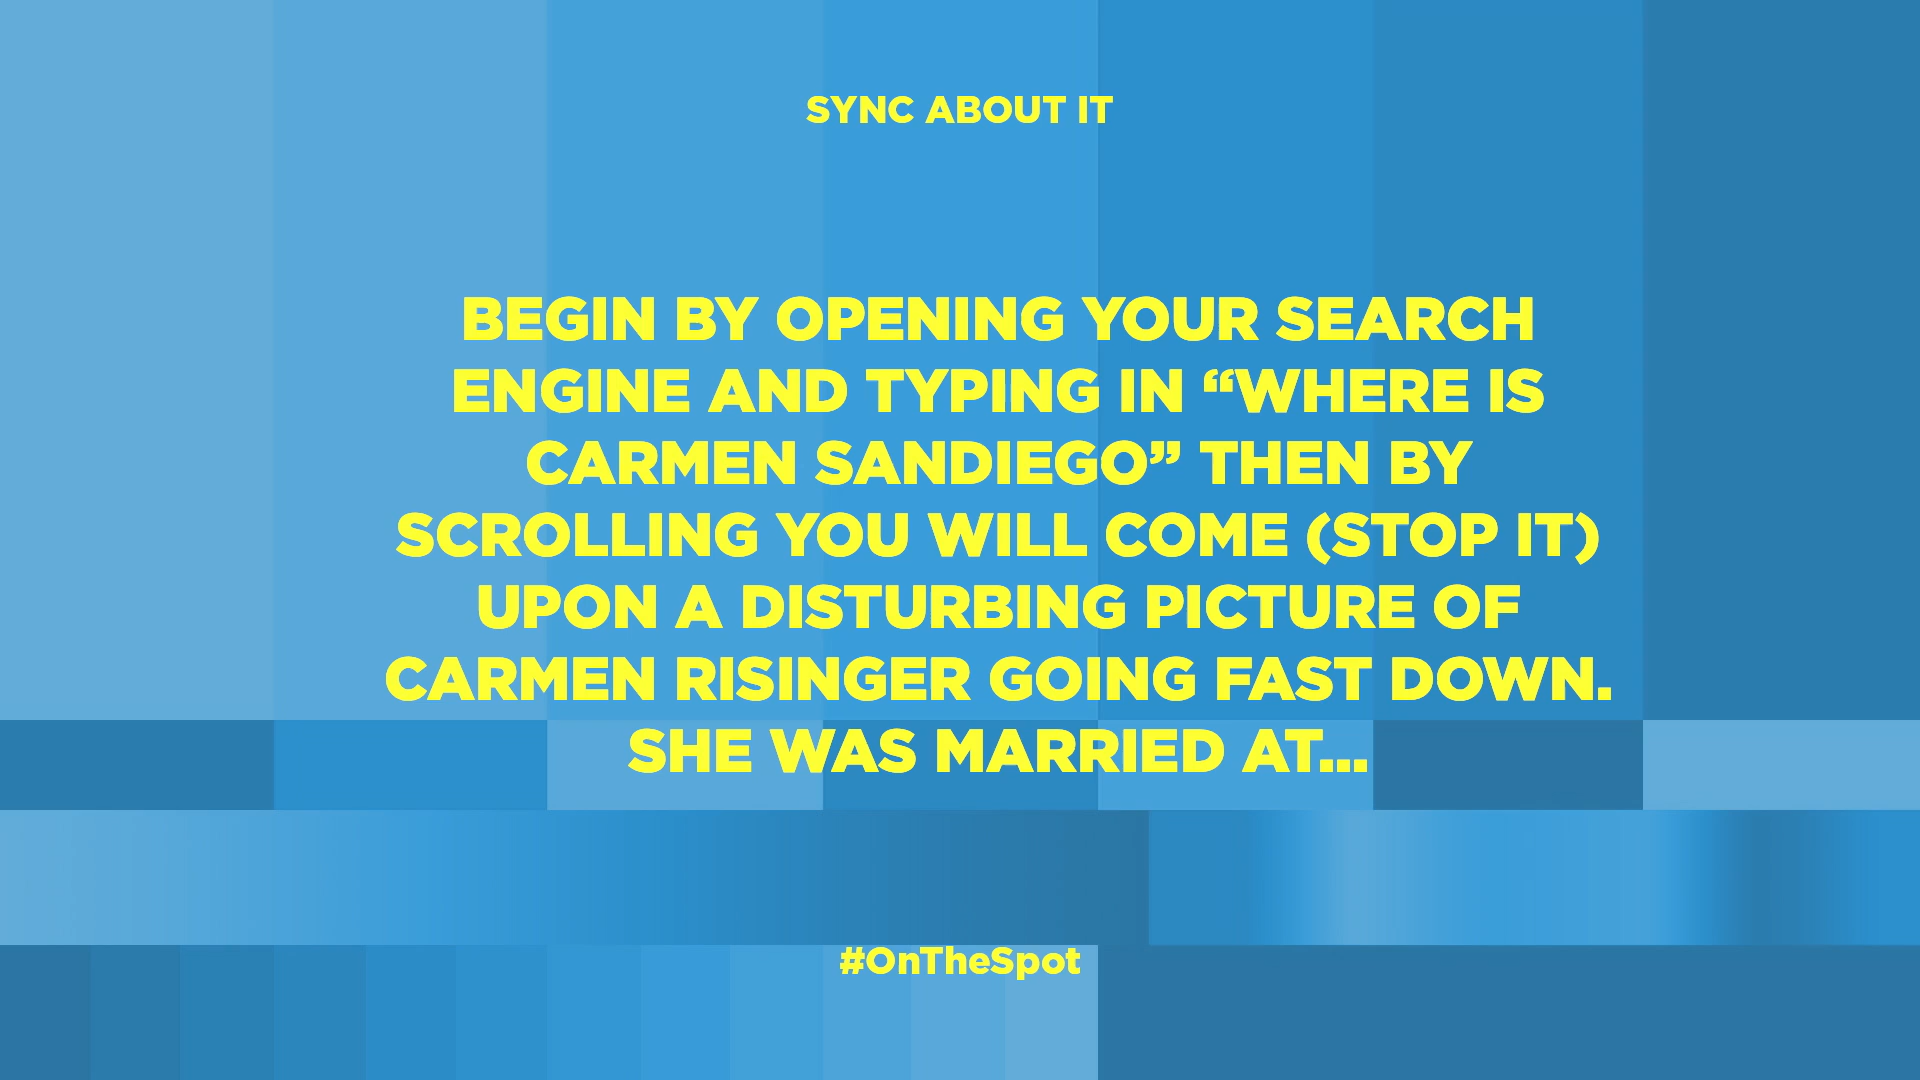 SYNC ABOUT IT
BEGIN BY OPENING YOUR SEARCH
ENGINE AND TYPING IN “WHERE IS
CARMEN SANDIEGO” THEN BY
SCROLLING YOU WILL COME (STOP IT)
UPON A DISTURBING PICTURE OF
CARMEN RISINGER GOING FAST DOWN.
SHE WAS MARRIED AT...
#OnTheSpot